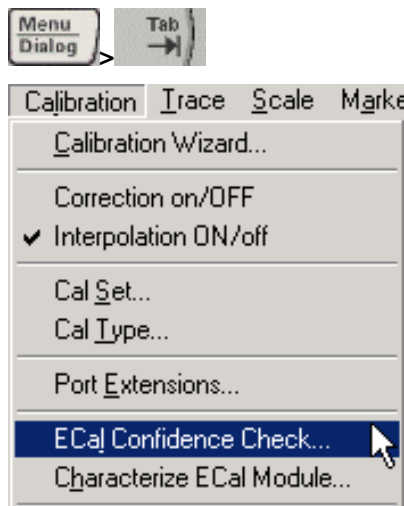 Menu
Dialog > Tab
Calibration Trace Scale Marke
Calibration Wizard...
Correction on/OFF
Interpolation ON/off
Cal Set...
Cal Type...
Port Extensions...
ECal Confidence Check...
Characterize ECal Module...